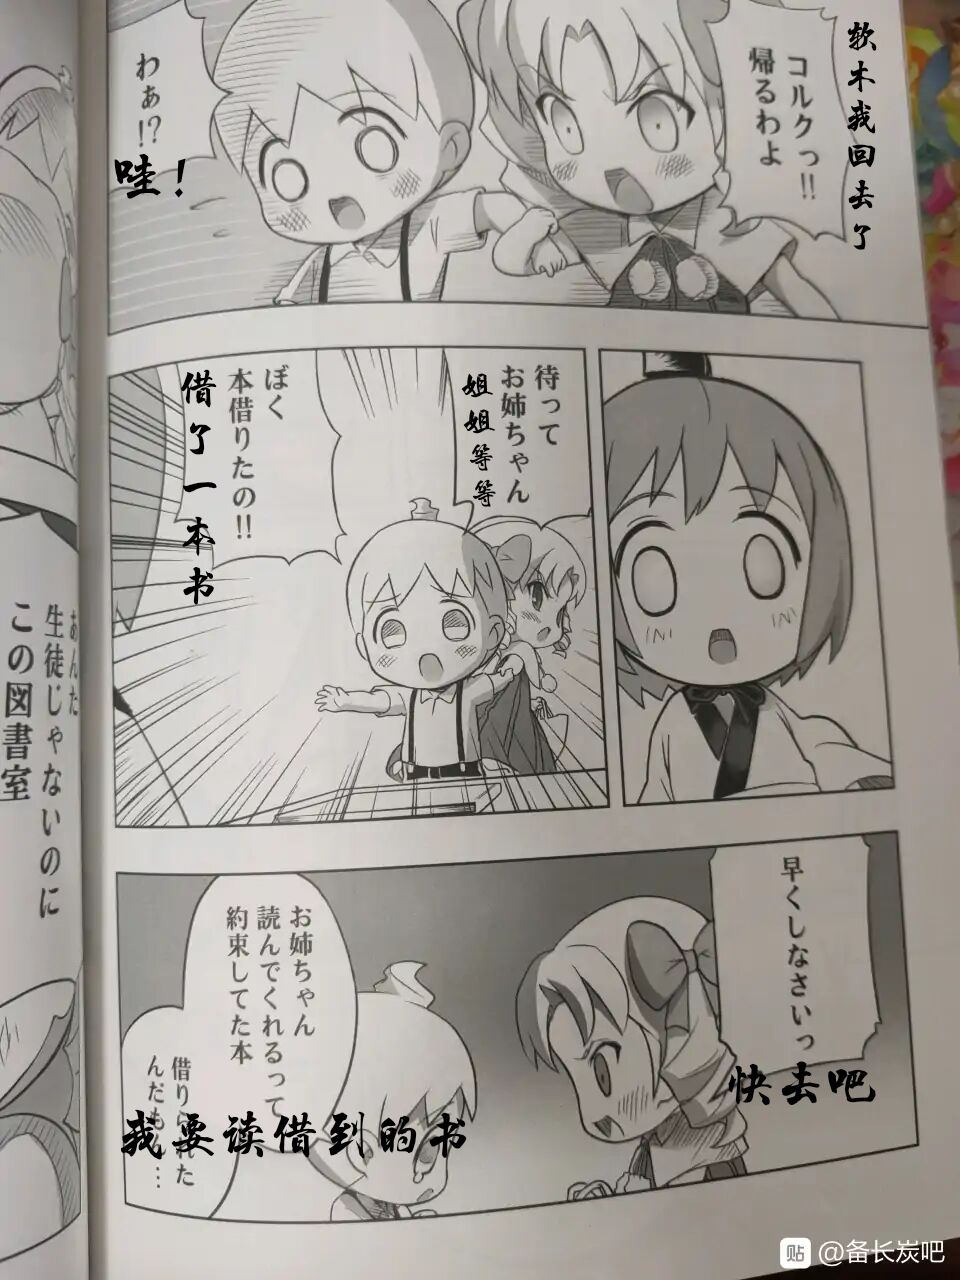 コルクっ!!
帰るわよ
软木我回去了
わぁ!?
哇!
待って
お姉ちゃん
姐姐等等
ぼく
本借りたの!!
借了一本书
早くしなさいっ
快去吧
お姉ちゃん
読んでくれるって
約束してた本
借り
た
んだも
…
我要读借到的书
あんた
生徒じゃないのに
この図書室
貼 @备长炭吧